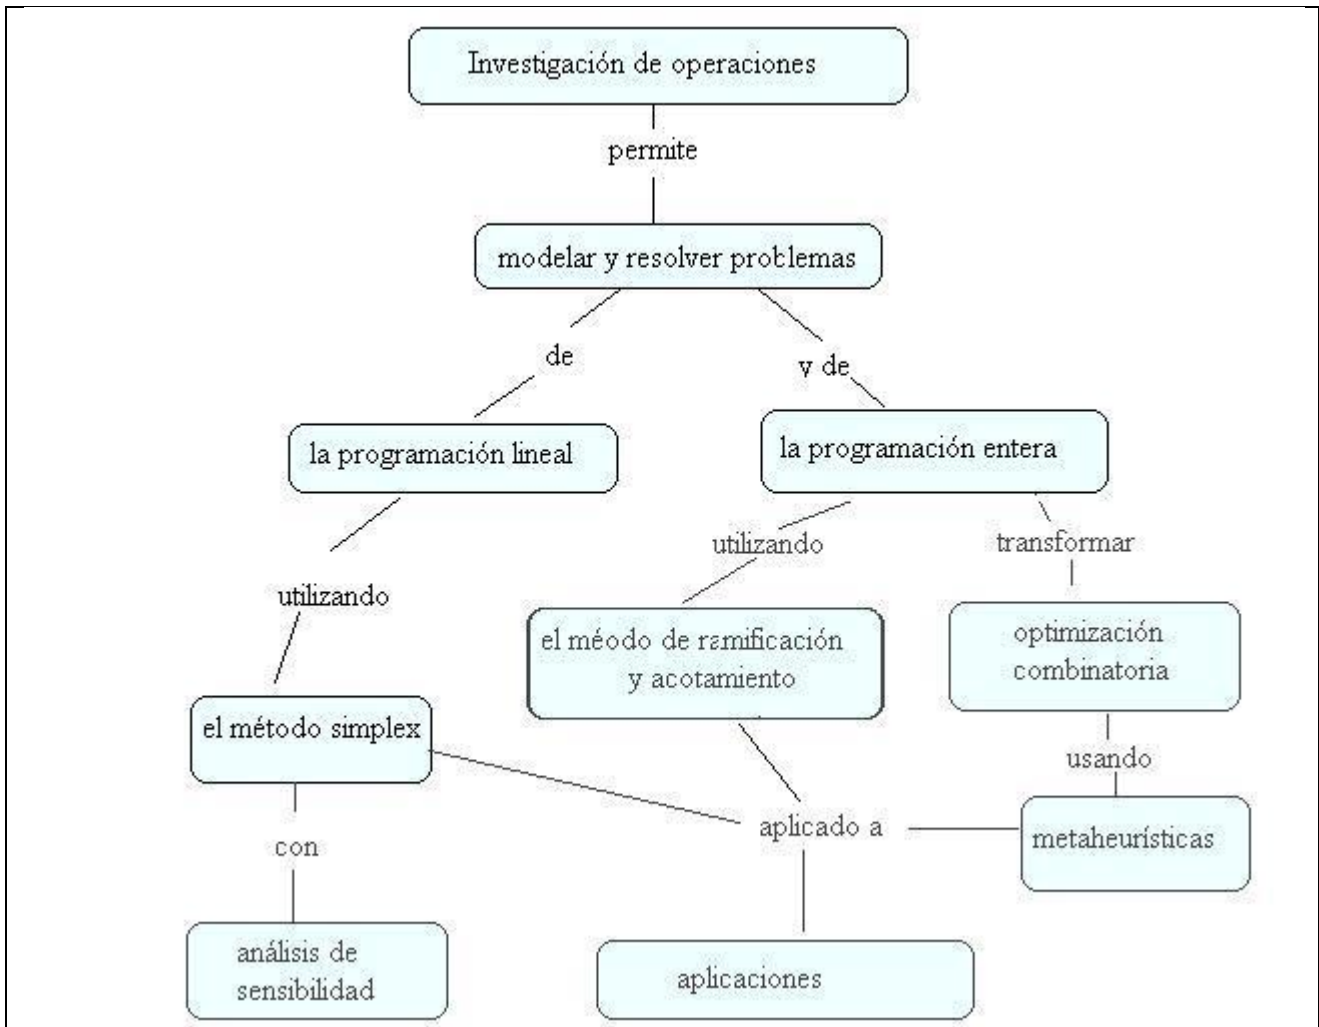 Investigación de operaciones
permite
modelar y resolver problemas
de
y de
la programación lineal
la programación entera
utilizando
transformar
utilizando
el méodo de ramificación
y acotamiento
optimización
combinatoria
el método simplex
usando
con
aplicado a
metaheurísticas
análisis de
sensibilidad
aplicaciones